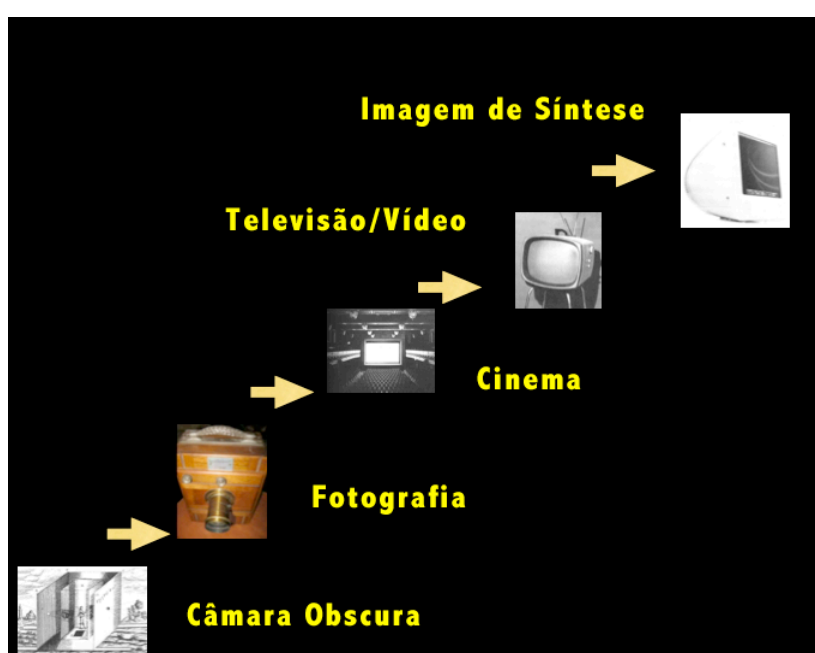 Imagem de Síntese
Televisão/Vídeo
Cinema
Fotografia
Câmara Obscura